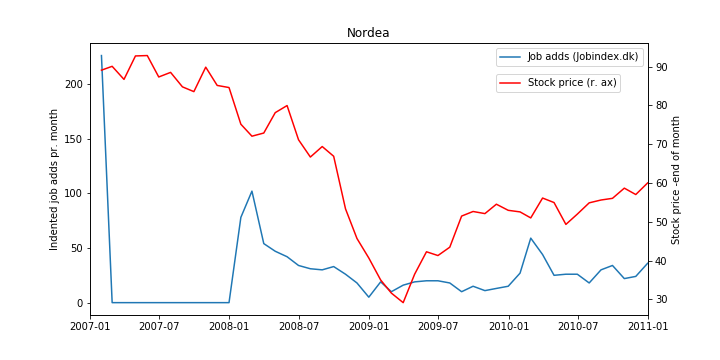 Nordea
Job adds (Jobindex.dk)
Stock price (r. ax)
Indented job adds pr. month
200
150
100
50
0
90
80
70
60
50
40
30
Stock price -end of month
2007-01 2007-07 2008-01 2008-07 2009-01 2009-07 2010-01 2010-07 2011-01